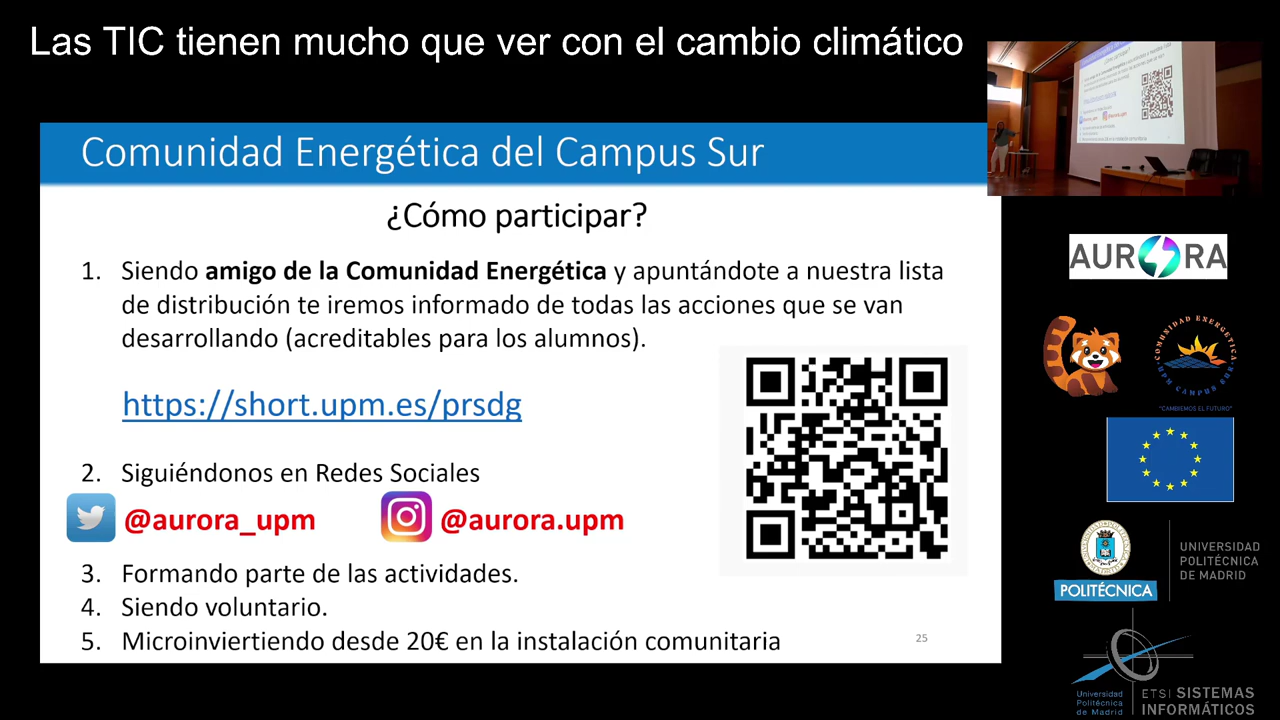 Las TIC tienen mucho que ver con el cambio climático
Comunidad Energética del Campus Sur
¿Cómo participar?
1. Siendo amigo de la Comunidad Energética y apuntándote a nuestra lista
de distribución te iremos informado de todas las acciones que se van
desarrollando (acreditables para los alumnos).
https://short.upm.es/prsdg
2. Siguiéndonos en Redes Sociales
@aurora_upm @aurora.upm
3. Formando parte de las actividades.
4. Siendo voluntario.
5. Microinviertiendo desde 20€ en la instalación comunitaria
25
AURORA
COMUNIDAD ENERGÉTICA
UPM CAMPUS SUR
"CAMBIEMOS EL FUTURO"
POLITÉCNICA
UNIVERSIDAD
POLITÉCNICA
DE MADRID
Universidad
Politécnica
de Madrid
ETSI SISTEMAS
INFORMÁTICOS